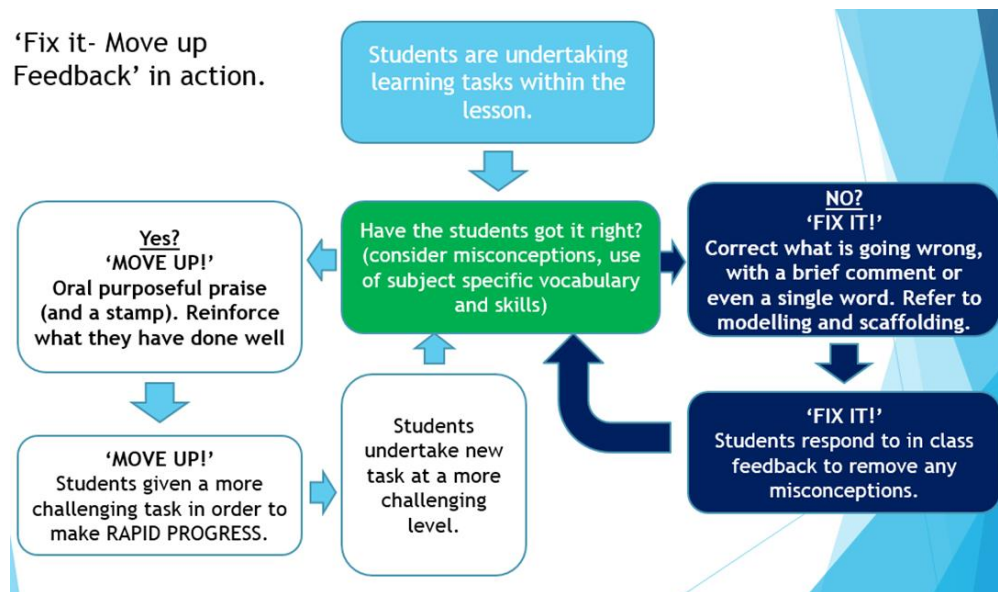 ‘Fix it- Move up
Feedback’ in action.
Students are undertaking
learning tasks within the
lesson.
Have the students got it right?
(consider misconceptions, use
of subject specific vocabulary
and skills)
Yes?
‘MOVE UP!’
Oral purposeful praise
(and a stamp). Reinforce
what they have done well
‘MOVE UP!’
Students given a more
challenging task in order to
make RAPID PROGRESS.
Students
undertake new
task at a more
challenging
level.
NO?
‘FIX IT!’
Correct what is going wrong,
with a brief comment or
even a single word. Refer to
modelling and scaffolding.
‘FIX IT!’
Students respond to in class
feedback to remove any
misconceptions.